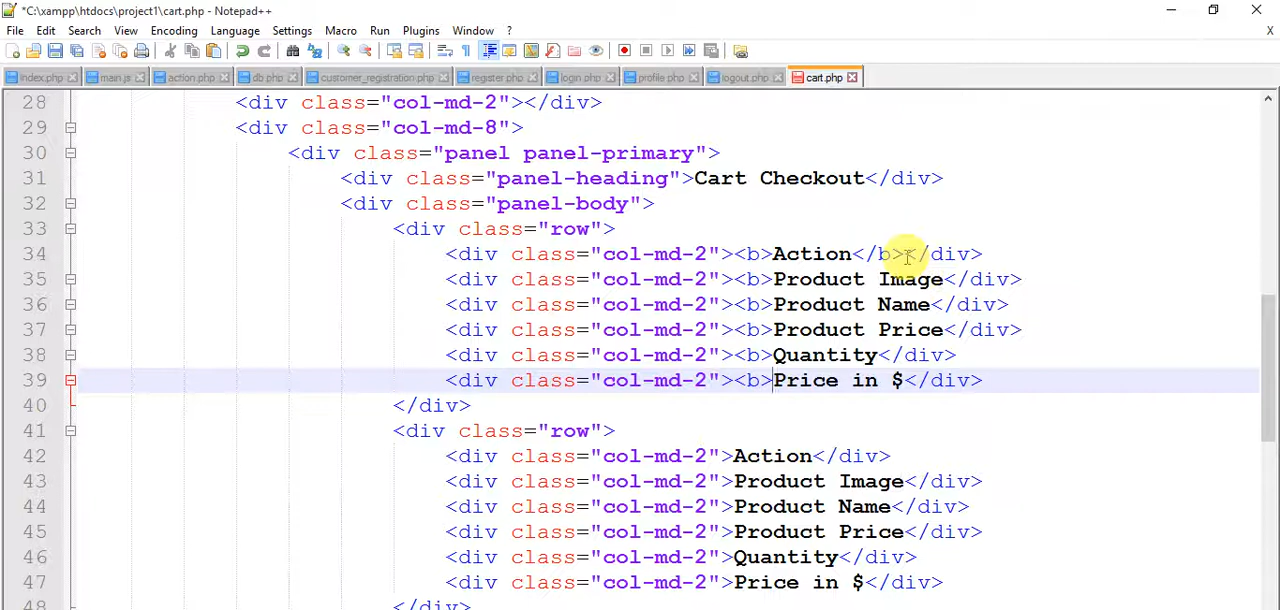 *C:\xampp\htdocs\project1\cart.php - Notepad++
File Edit Search View Encoding Language Settings Macro Run Plugins Window ? X
index.php main.js action.php db.php customer_registration.php register.php login.php profile.php logout.php cart.php
28 <div class="col-md-2"></div>
29 <div class="col-md-8">
30 <div class="panel panel-primary">
31 <div class="panel-heading">Cart Checkout</div>
32 <div class="panel-body">
33 <div class="row">
34 <div class="col-md-2"><b>Action</b></div>
35 <div class="col-md-2"><b>Product Image</div>
36 <div class="col-md-2"><b>Product Name</div>
37 <div class="col-md-2"><b>Product Price</div>
38 <div class="col-md-2"><b>Quantity</div>
39 <div class="col-md-2"><b>Price in $</div>
40 </div>
41 <div class="row">
42 <div class="col-md-2">Action</div>
43 <div class="col-md-2">Product Image</div>
44 <div class="col-md-2">Product Name</div>
45 <div class="col-md-2">Product Price</div>
46 <div class="col-md-2">Quantity</div>
47 <div class="col-md-2">Price in $</div>
48 </div>